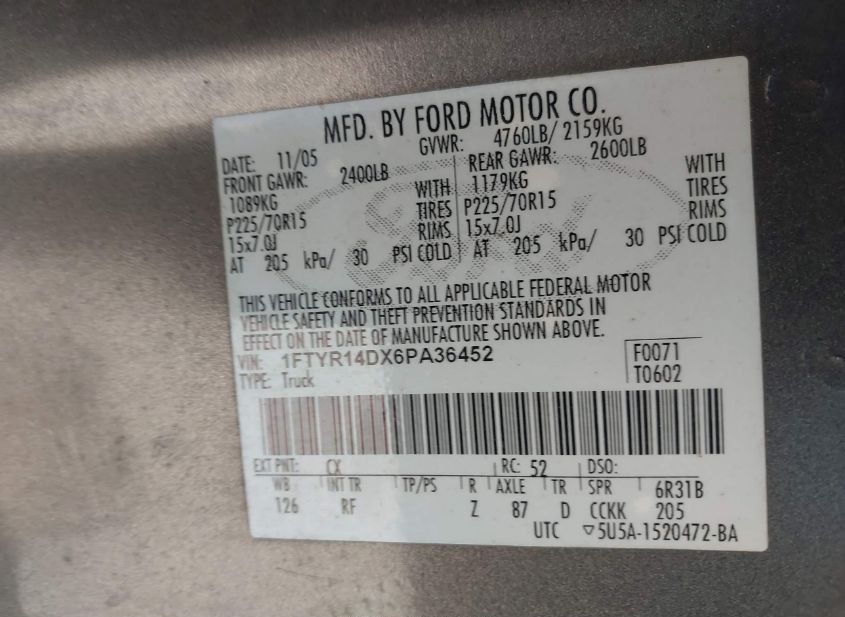 MFD. BY FORD MOTOR CO.
DATE: 11/05 GVWR: 4760LB/ 2159KG
FRONT GAWR: 2400LB REAR GAWR: 2600LB
1089KG WITH 1179KG WITH
P225/70R15 TIRES P225/70R15 TIRES
15x7.0J RIMS 15x7.0J RIMS
AT 205 kPa/ 30 PSI COLD AT 205 kPa/ 30 PSI COLD
THIS VEHICLE CONFORMS TO ALL APPLICABLE FEDERAL MOTOR
VEHICLE SAFETY AND THEFT PREVENTION STANDARDS IN
EFFECT ON THE DATE OF MANUFACTURE SHOWN ABOVE.
VIN: 1FTYR14DX6PA36452 F0071
TYPE: Truck T0602
EXT PNT: CX RC: 52 DSO:
WB INT TR TP/PS R AXLE TR SPR 6R31B
126 RF Z 87 D CCKK 205
UTC ▽5U5A-1520472-BA